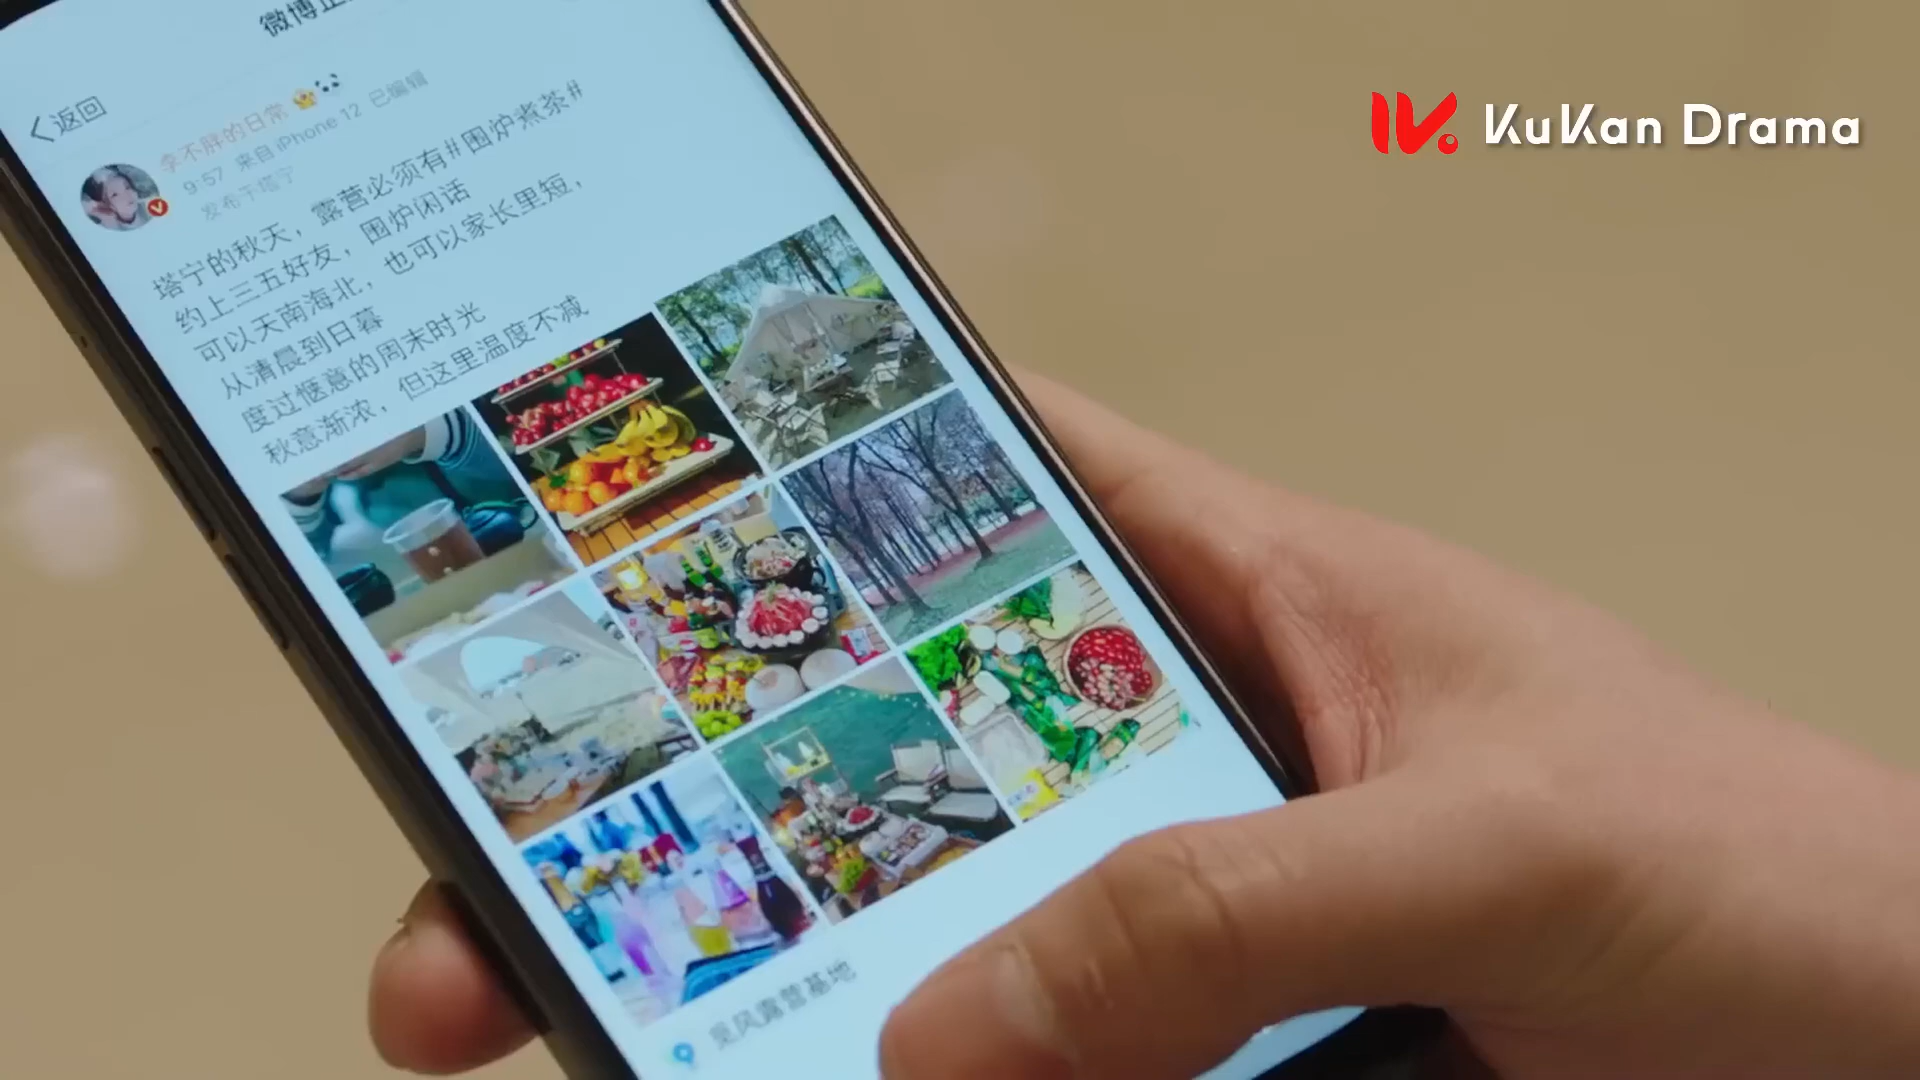 微博正
返回
李不胖的日常
9:57 来自 iPhone 12 已编辑
发布于塔宁
塔宁的秋天，露营必须有#围炉煮茶#
约上三五好友，围炉闲话
可以天南海北，也可以家长里短，
从清晨到日暮
度过惬意的周末时光
秋意渐浓，但这里温度不减
风露营基地
KuKan Drama